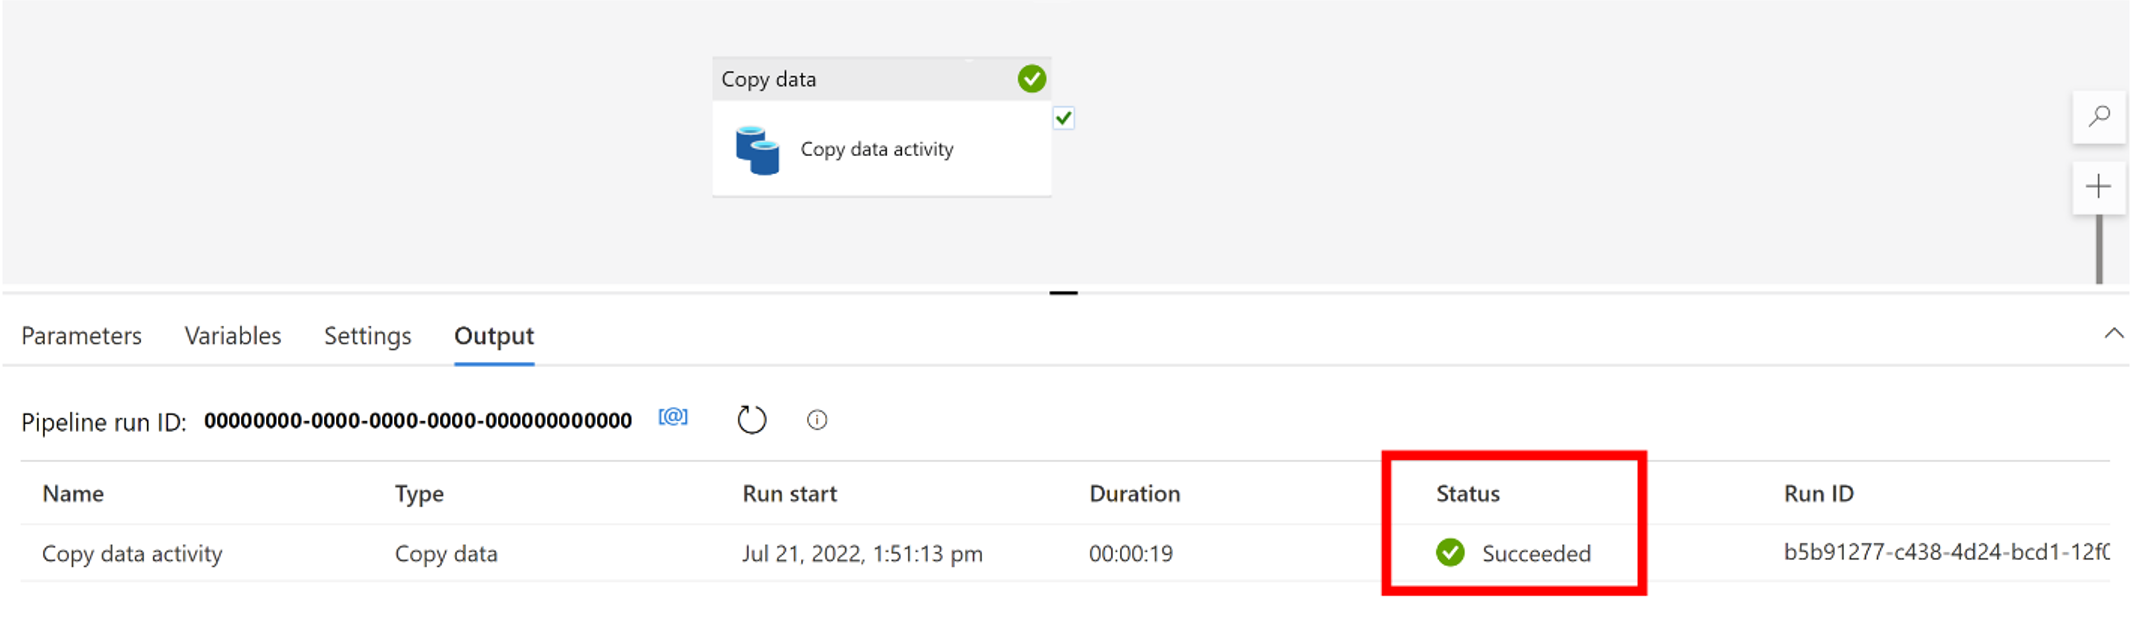 Copy data
Copy data activity
Parameters Variables Settings Output
Pipeline run ID: 00000000-0000-0000-0000-000000000000 [@]
Name Type Run start Duration Status Run ID
Copy data activity Copy data Jul 21, 2022, 1:51:13 pm 00:00:19 Succeeded b5b91277-c438-4d24-bcd1-12f0